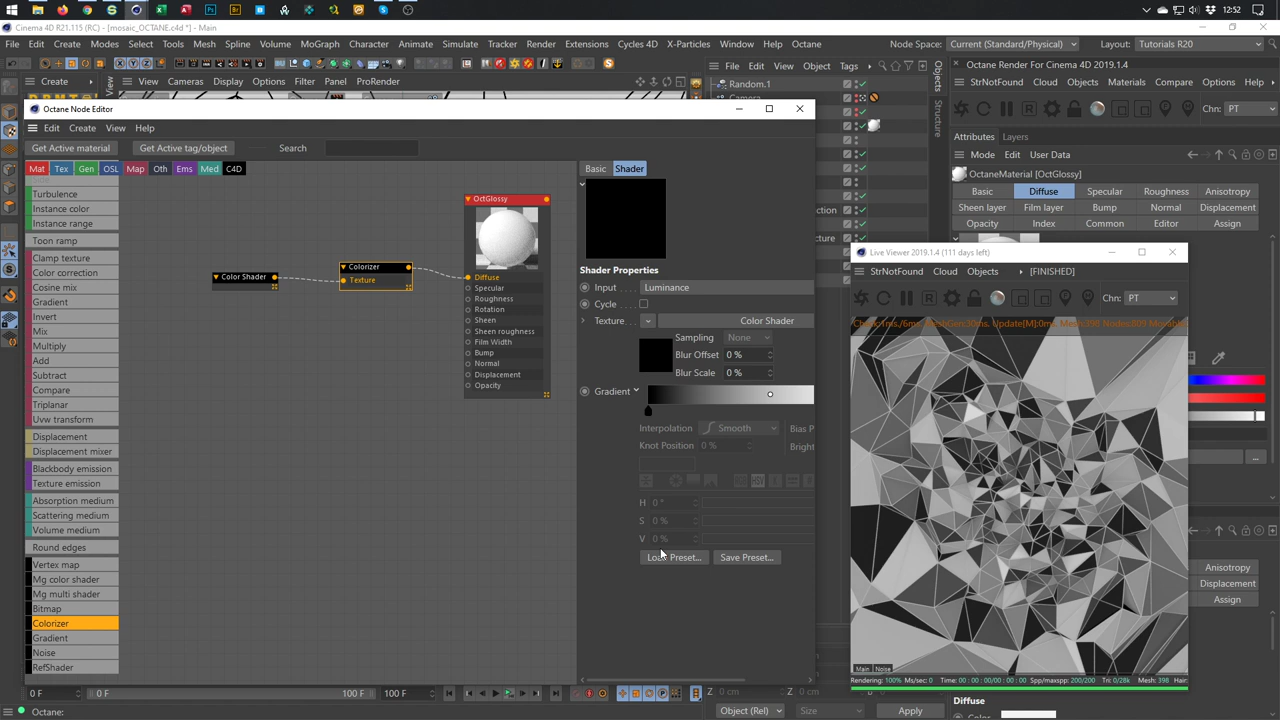 12:52
Cinema 4D R21.115 (RC) - [mosaic_OCTANE.c4d *] - Main
File Edit Create Modes Select Tools Mesh Spline Volume MoGraph Character Animate Simulate Tracker Render Extensions Cycles 4D X-Particles Window Help Octane Node Space: Current (Standard/Physical) Layout: Tutorials R20
Create View Cameras Display Options Filter Panel ProRender File Edit View Object Tags
Octane Render For Cinema 4D 2019.1.4
StrNotFound Cloud Objects Materials Compare Options Help
Random.1
Camera
Objects
Structure
Chn: PT
Attributes Layers
Mode Edit User Data
OctaneMaterial [OctGlossy]
Basic Diffuse Specular Roughness Anisotropy
Sheen layer Film layer Bump Normal Displacement
Opacity Index Common Editor Assign
Octane Node Editor
Edit Create View Help
Get Active material Get Active tag/object Search
Mat Tex Gen OSL Map Oth Ems Med C4D
Turbulence
Instance color
Instance range
Toon ramp
Clamp texture
Color correction
Cosine mix
Gradient
Invert
Mix
Multiply
Add
Subtract
Compare
Triplanar
Uvw transform
Displacement
Displacement mixer
Blackbody emission
Texture emission
Absorption medium
Scattering medium
Volume medium
Round edges
Vertex map
Mg color shader
Mg multi shader
Bitmap
Colorizer
Gradient
Noise
RefShader
Color Shader
Colorizer
Texture
OctGlossy
Diffuse
Specular
Roughness
Rotation
Sheen
Sheen roughness
Film Width
Bump
Normal
Displacement
Opacity
Basic Shader
Shader Properties
Input Luminance
Cycle
Texture... Color Shader
Sampling None
Blur Offset 0 %
Blur Scale 0 %
Gradient
Interpolation Smooth Bias P
Knot Position 0 % Bright
H 0 °
S 0 %
V 0 %
Load Preset... Save Preset...
ction
cture
Live Viewer 2019.1.4 (111 days left)
StrNotFound Cloud Objects [FINISHED]
Chn: PT
Main Noise
Rendering: 100% Ms/sec: 0 Time: 00 : 00 : 00/00 : 00 : 00 Spp/maxspp: 200/200 Tri: 0/28k Mesh: 398 Hair:
...
Anisotropy
Displacement
Assign
Diffuse
Color
0 F 0 F 100 F 100 F
Z 0 cm Z 0 cm
Object (Rel) Size Apply
Octane: